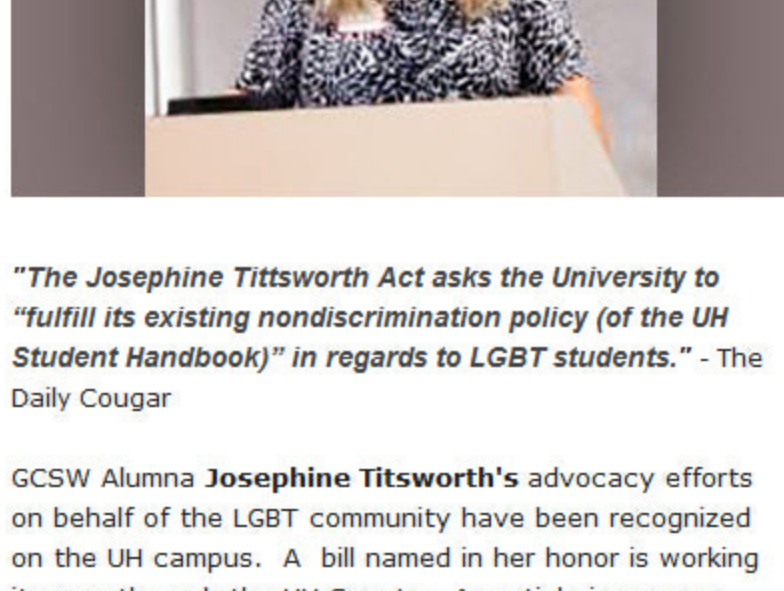 "The Josephine Tittsworth Act asks the University to
“fulfill its existing nondiscrimination policy (of the UH
Student Handbook)” in regards to LGBT students." - The
Daily Cougar
GCSW Alumna Josephine Titsworth's advocacy efforts
on behalf of the LGBT community have been recognized
on the UH campus.  A  bill named in her honor is working